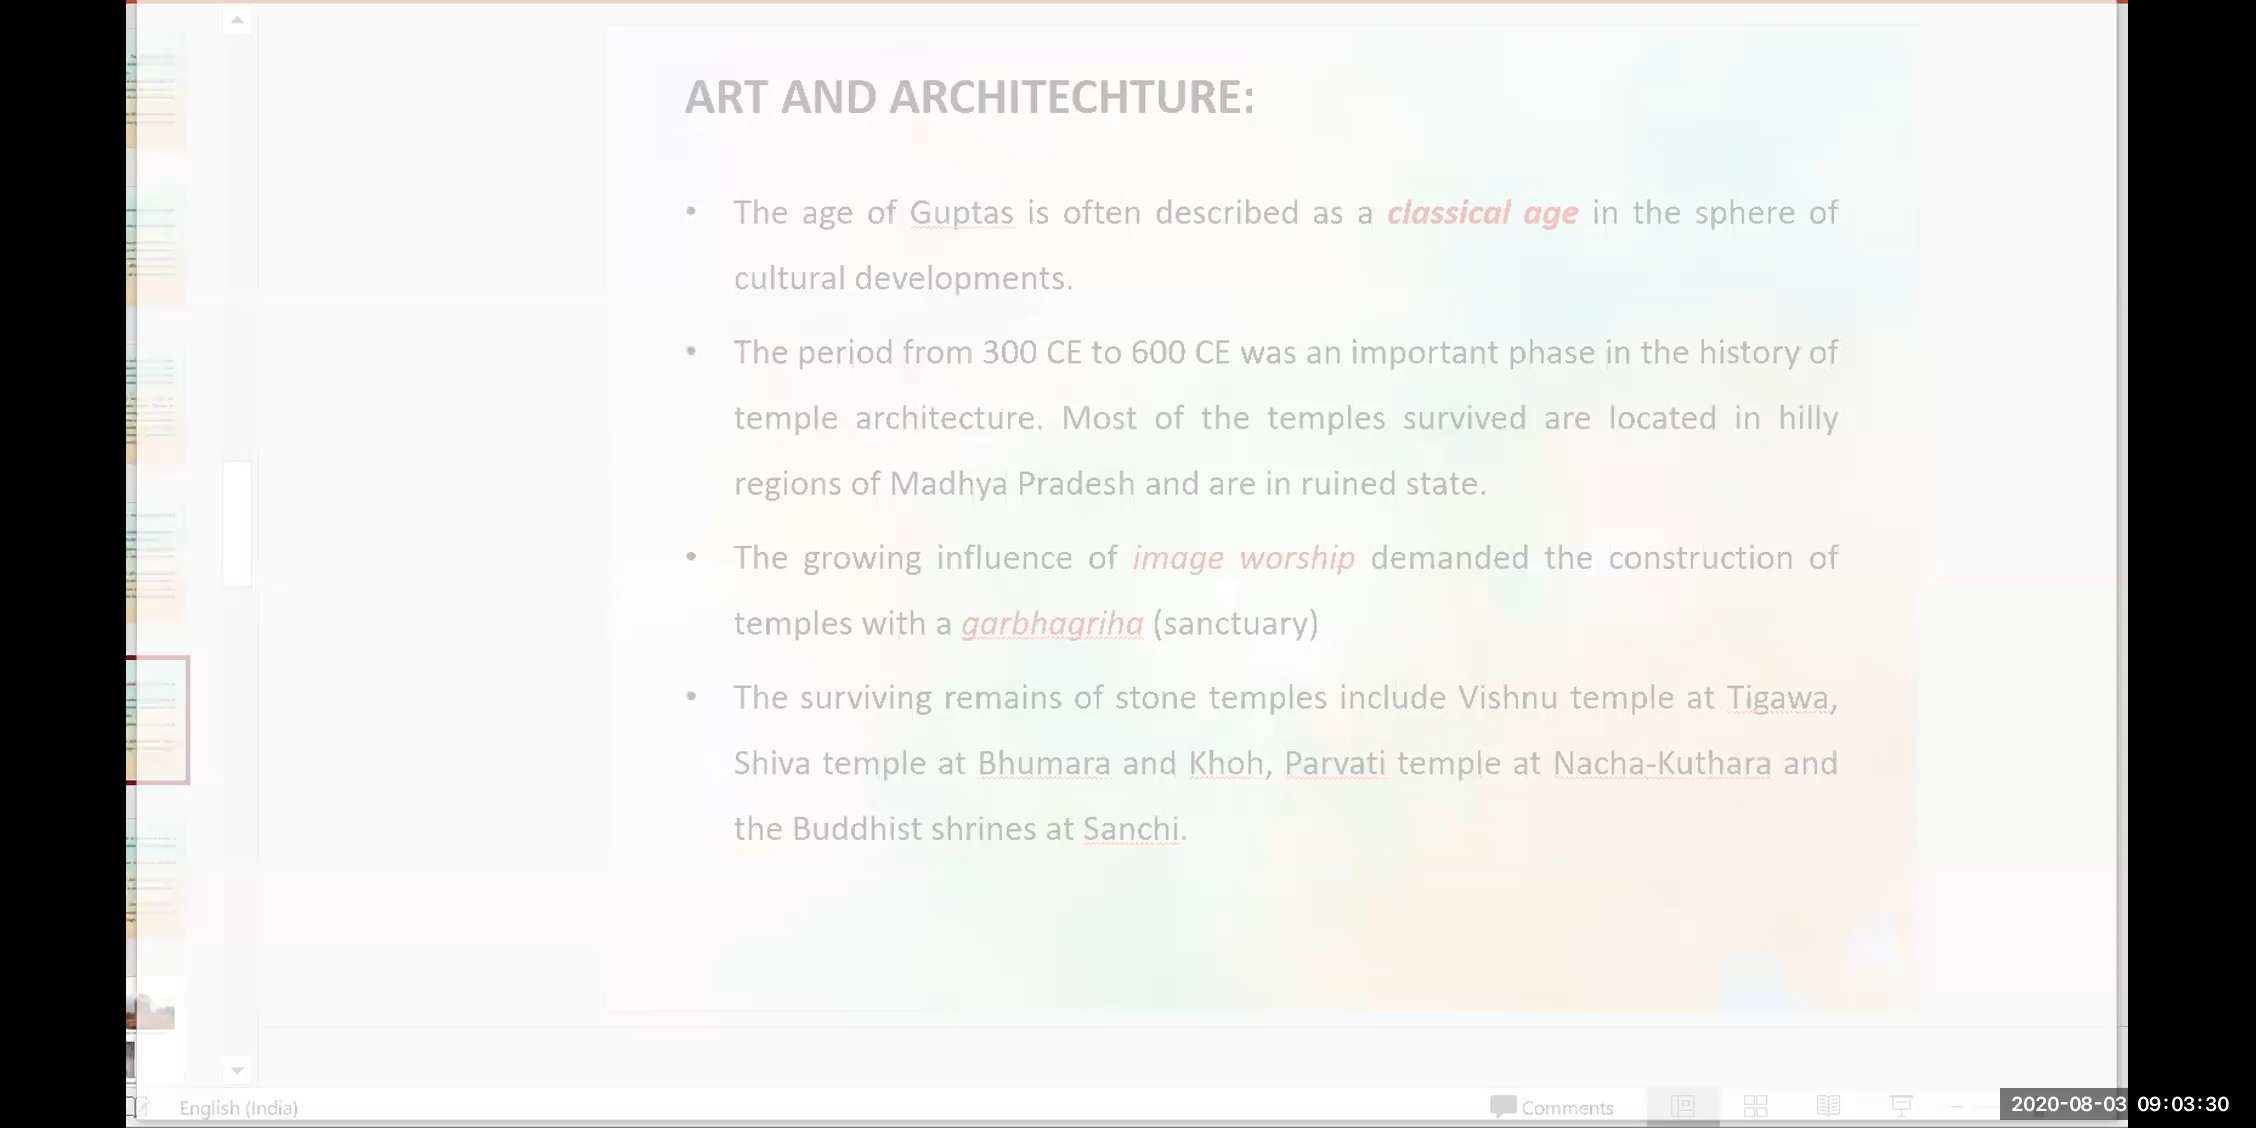 ART AND ARCHITECHTURE:
• The age of Guptas is often described as a classical age in the sphere of
cultural developments.
• The period from 300 CE to 600 CE was an important phase in the history of
temple architecture. Most of the temples survived are located in hilly
regions of Madhya Pradesh and are in ruined state.
• The growing influence of image worship demanded the construction of
temples with a garbhagriha (sanctuary)
• The surviving remains of stone temples include Vishnu temple at Tigawa,
Shiva temple at Bhumara and Khoh, Parvati temple at Nacha-Kuthara and
the Buddhist shrines at Sanchi.
English (India)
Comments
2020-08-03 09:03:30